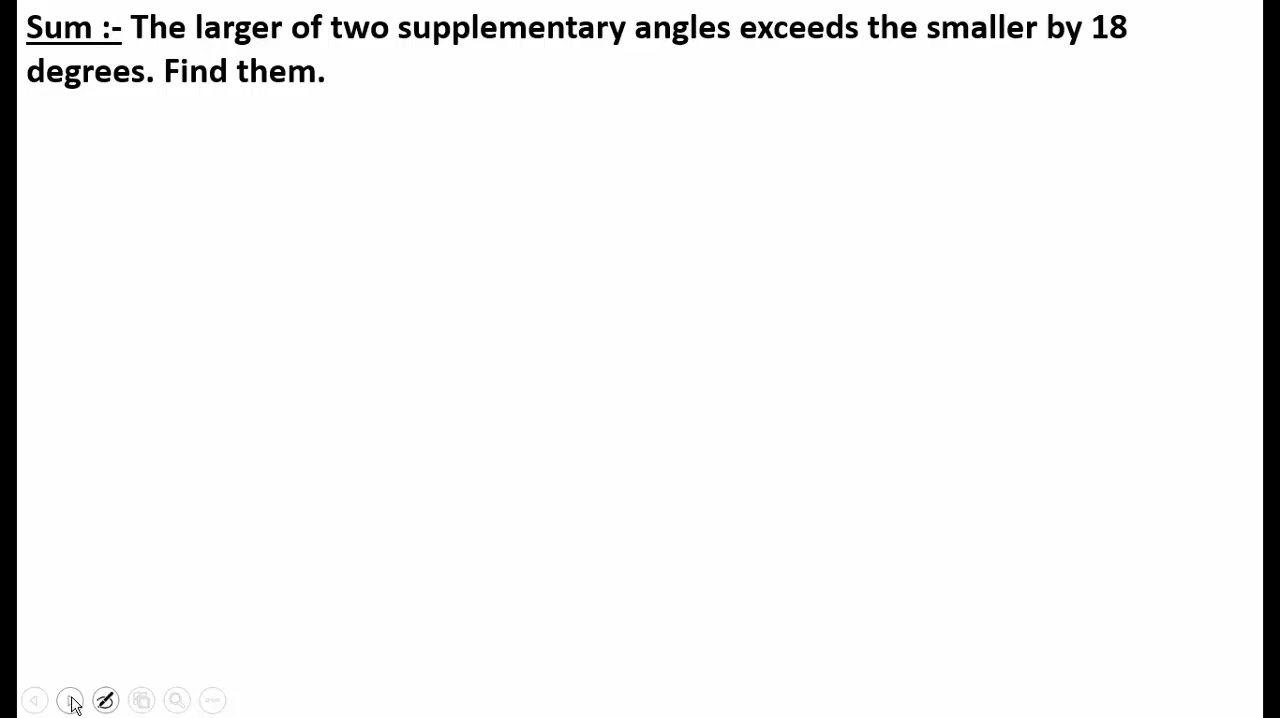 Sum :- The larger of two supplementary angles exceeds the smaller by 18
degrees. Find them.